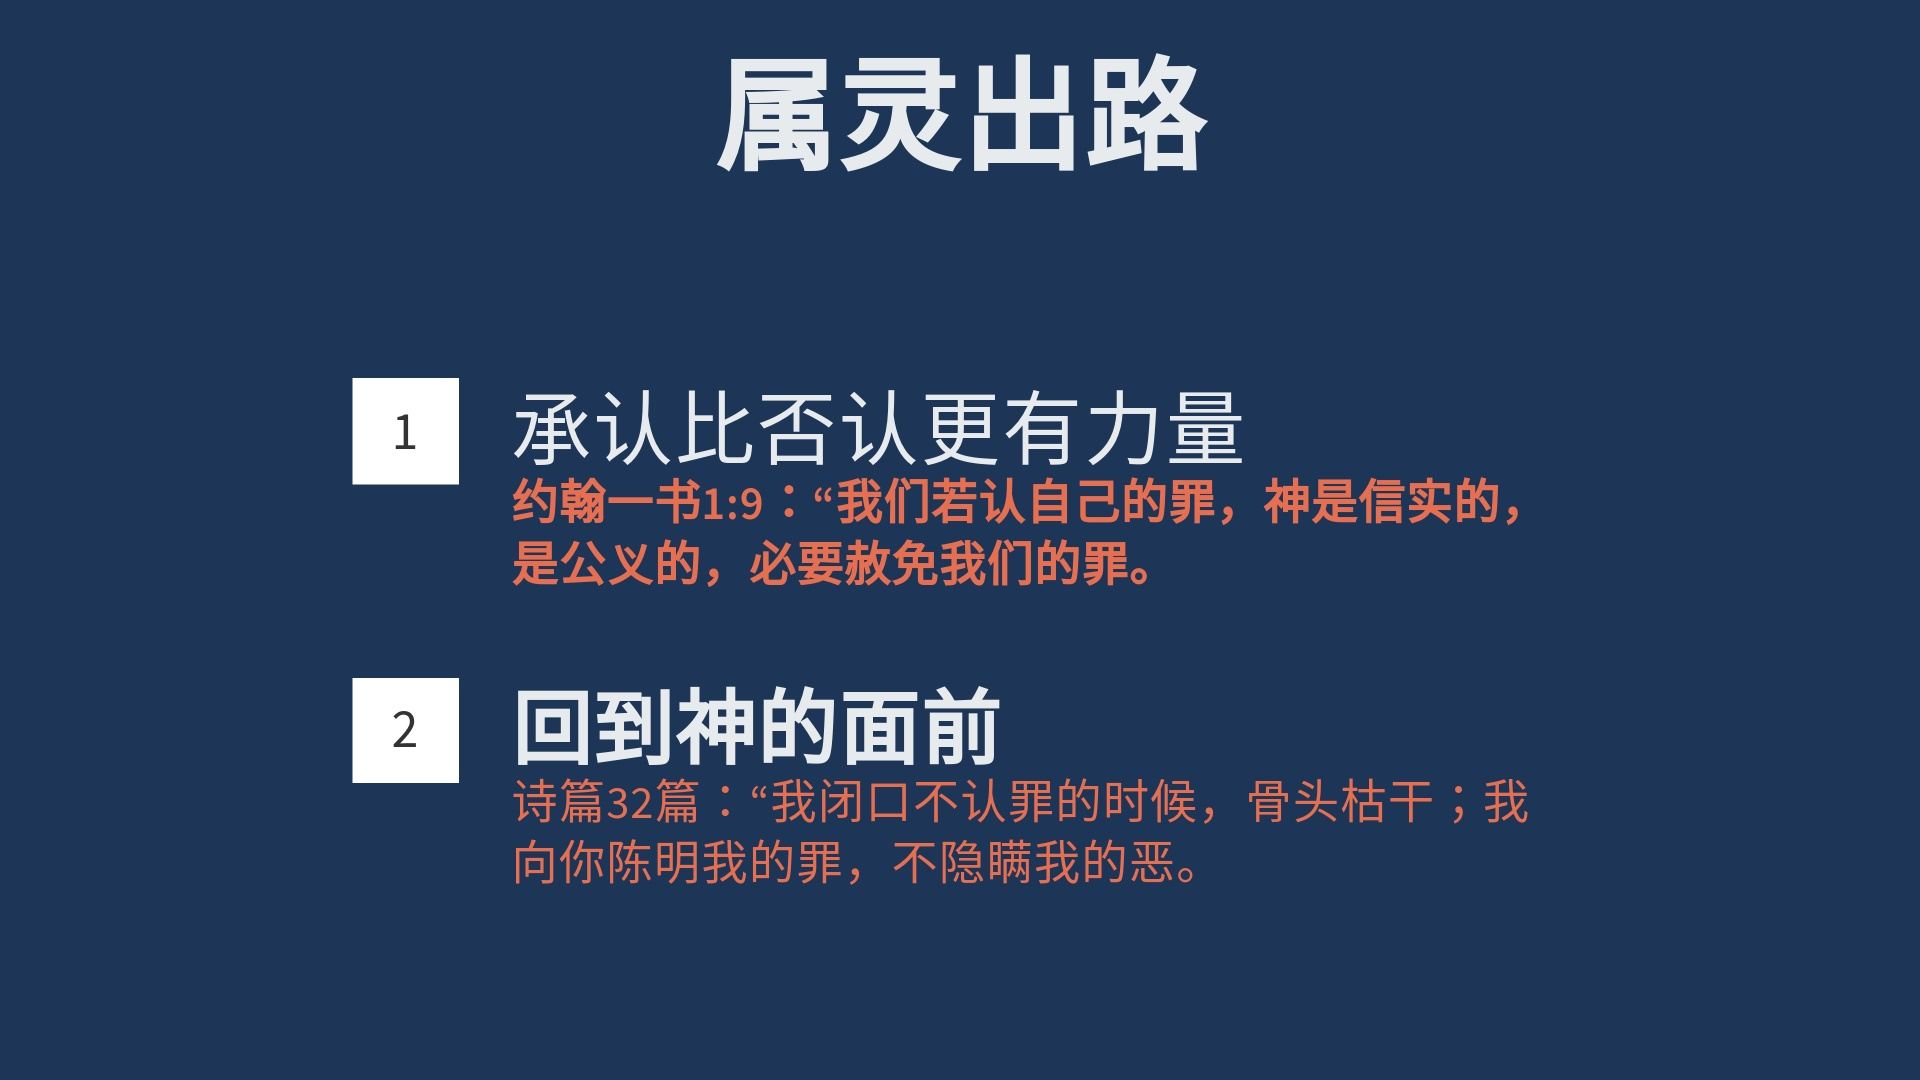 属灵出路
1
承认比否认更有力量
约翰一书1:9：“我们若认自己的罪，神是信实的，
是公义的，必要赦免我们的罪。
2
回到神的面前
诗篇32篇：“我闭口不认罪的时候，骨头枯干；我
向你陈明我的罪，不隐瞒我的恶。